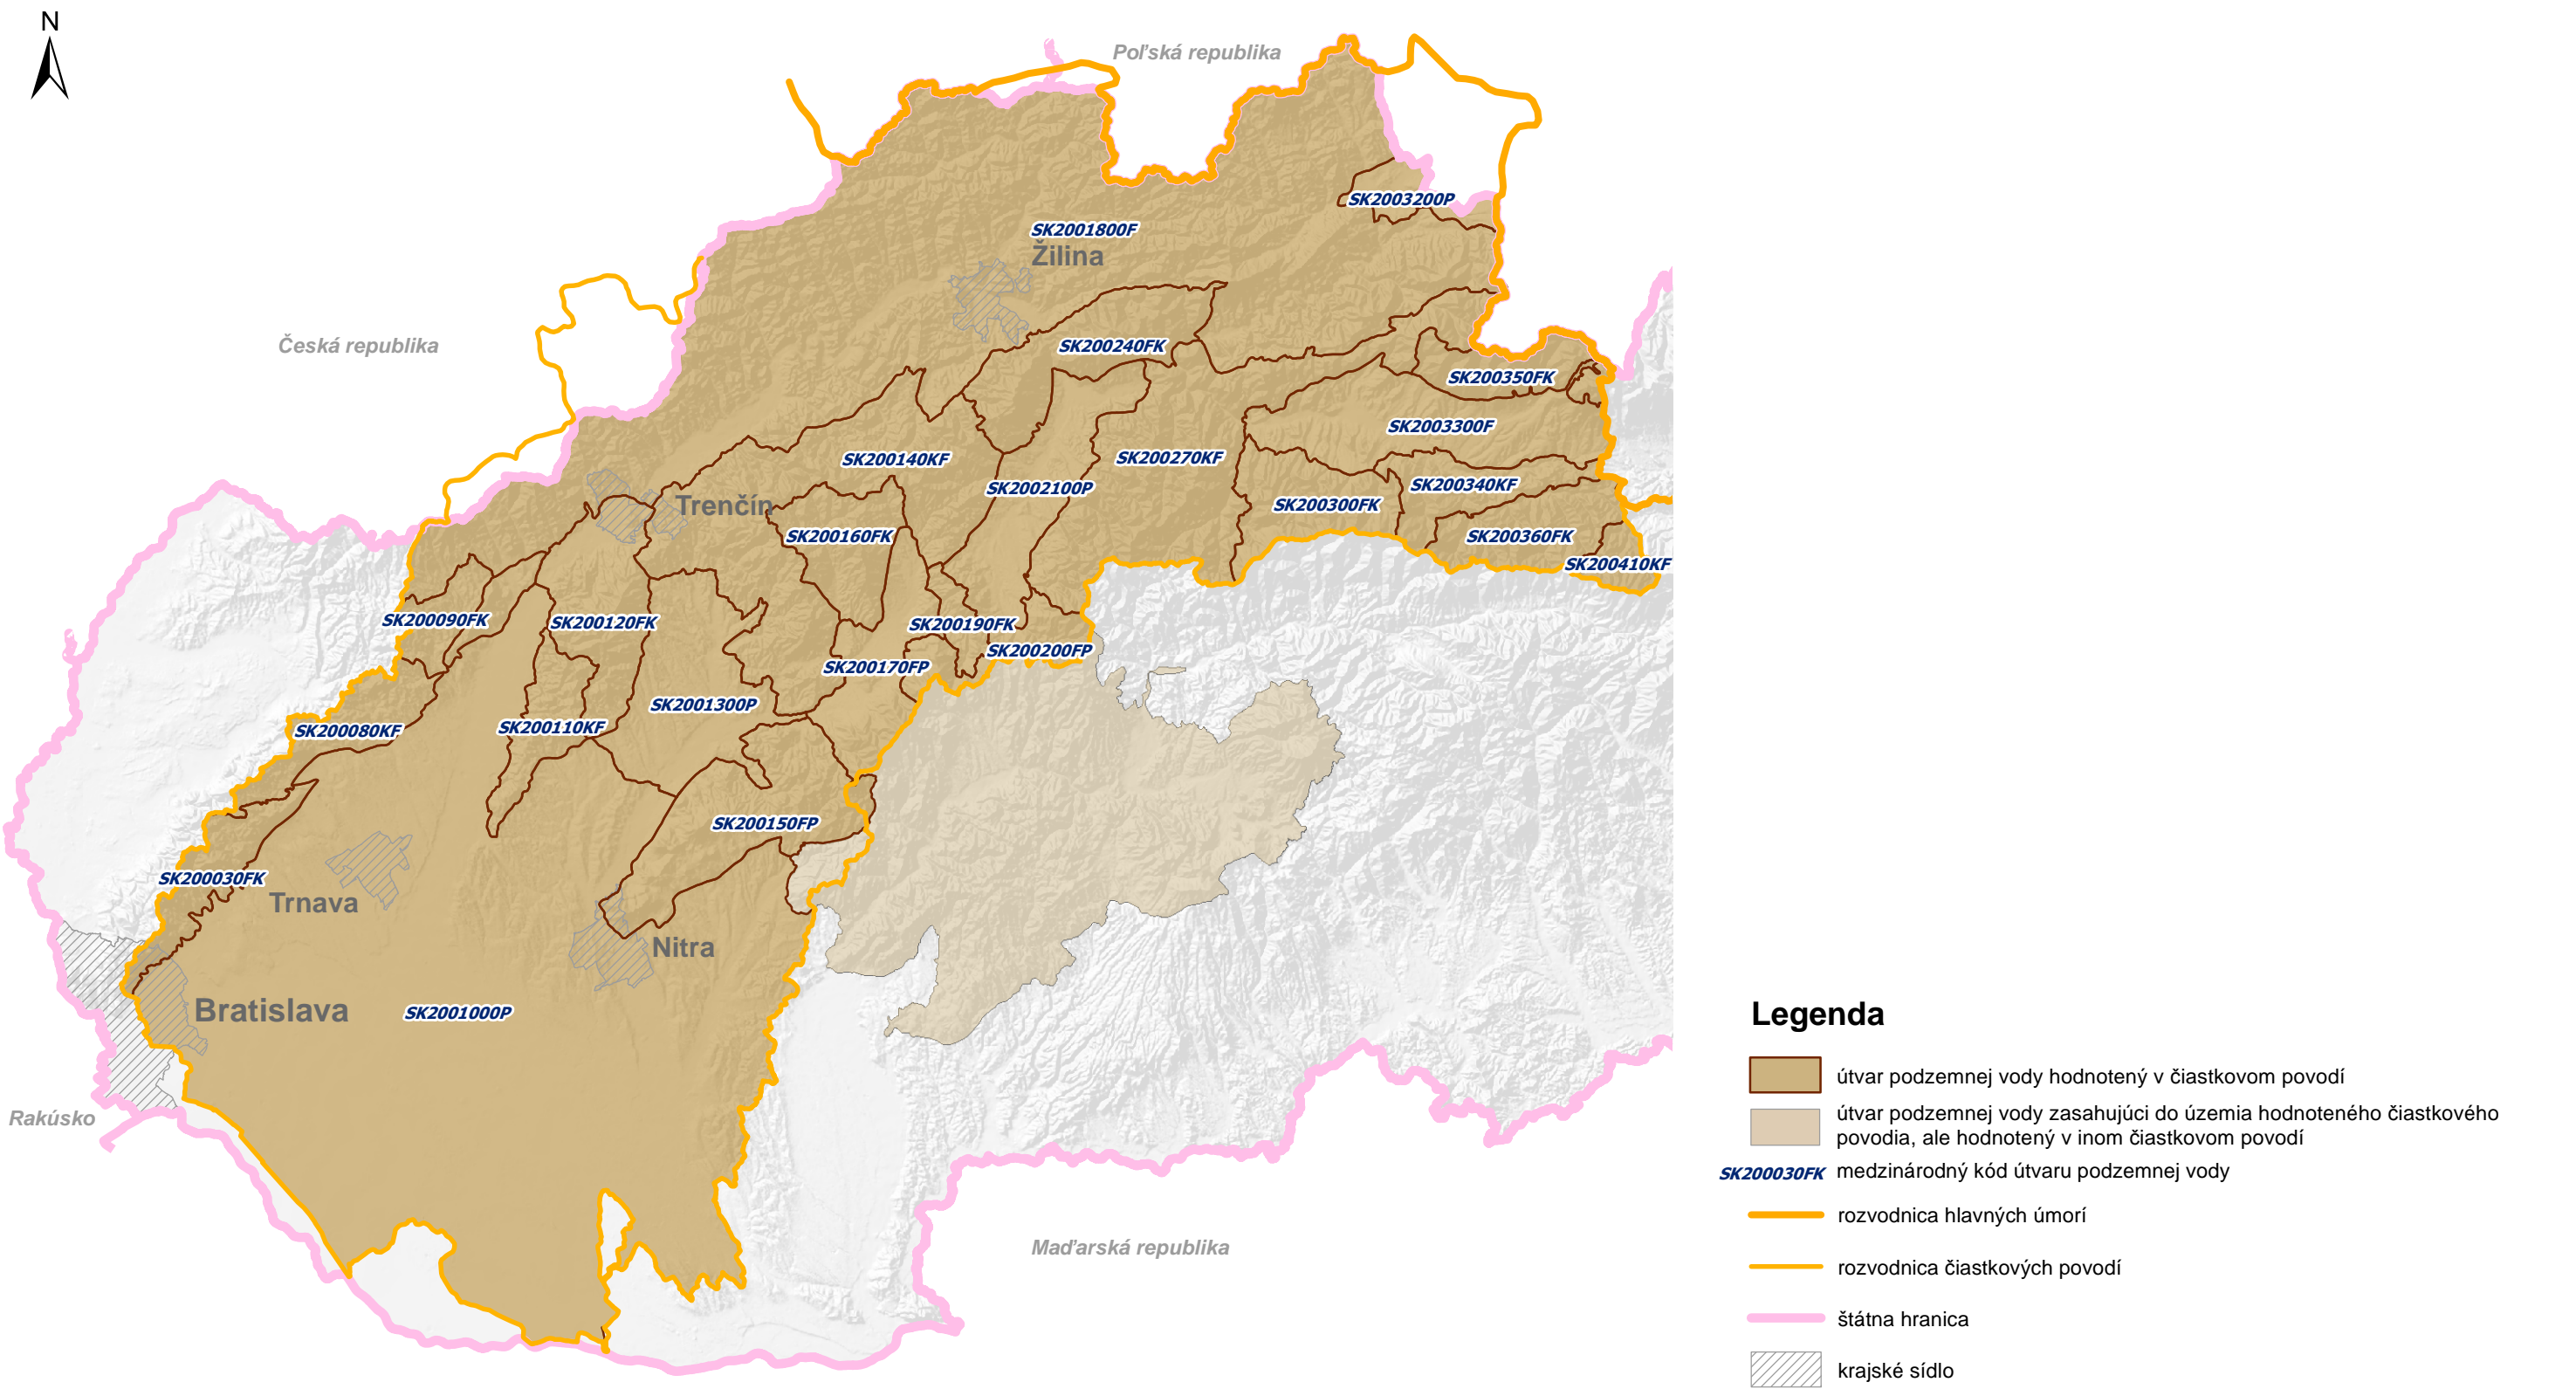 N
Poľská republika
SK2003200P
SK2001800F
Žilina
Česká republika
SK200240FK
SK200350FK
SK2003300F
SK200140KF
SK200270KF
SK2002100P
SK200340KF
Trenčín
SK200300FK
SK200160FK
SK200360FK
SK200410KF
SK200090FK
SK200120FK
SK200190FK
SK200200FP
SK200170FP
SK2001300P
SK200080KF
SK200110KF
SK200150FP
SK200030FK
Trnava
Nitra
Bratislava
SK2001000P
Rakúsko
Maďarská republika
Legenda
útvar podzemnej vody hodnotený v čiastkovom povodí
útvar podzemnej vody zasahujúci do územia hodnoteného čiastkového
povodia, ale hodnotený v inom čiastkovom povodí
SK200030FK medzinárodný kód útvaru podzemnej vody
rozvodnica hlavných úmorí
rozvodnica čiastkových povodí
štátna hranica
krajské sídlo